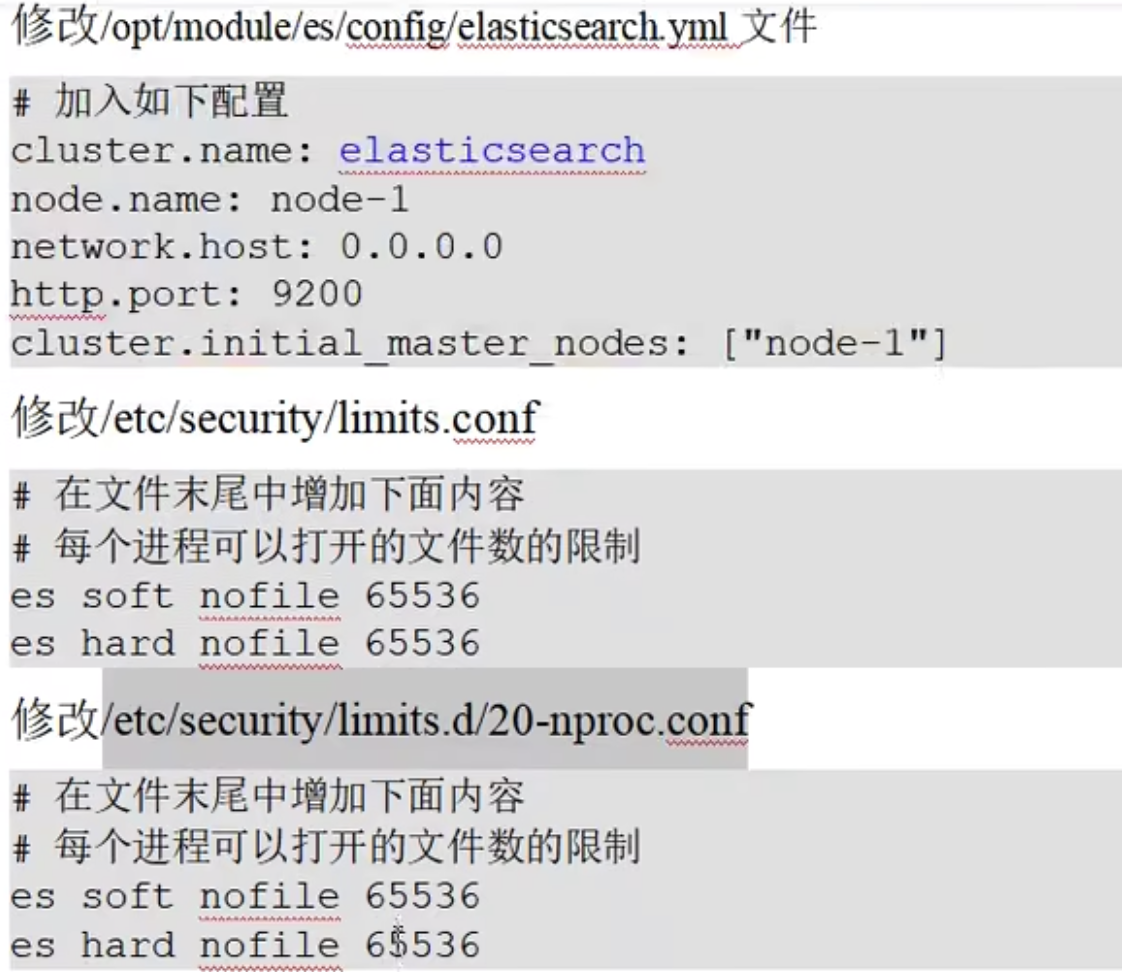 修改/opt/module/es/config/elasticsearch.yml 文件
# 加入如下配置
cluster.name: elasticsearch
node.name: node-1
network.host: 0.0.0.0
http.port: 9200
cluster.initial_master_nodes: ["node-1"]
修改/etc/security/limits.conf
# 在文件末尾中增加下面内容
# 每个进程可以打开的文件数的限制
es soft nofile 65536
es hard nofile 65536
修改/etc/security/limits.d/20-nproc.conf
# 在文件末尾中增加下面内容
# 每个进程可以打开的文件数的限制
es soft nofile 65536
es hard nofile 65536